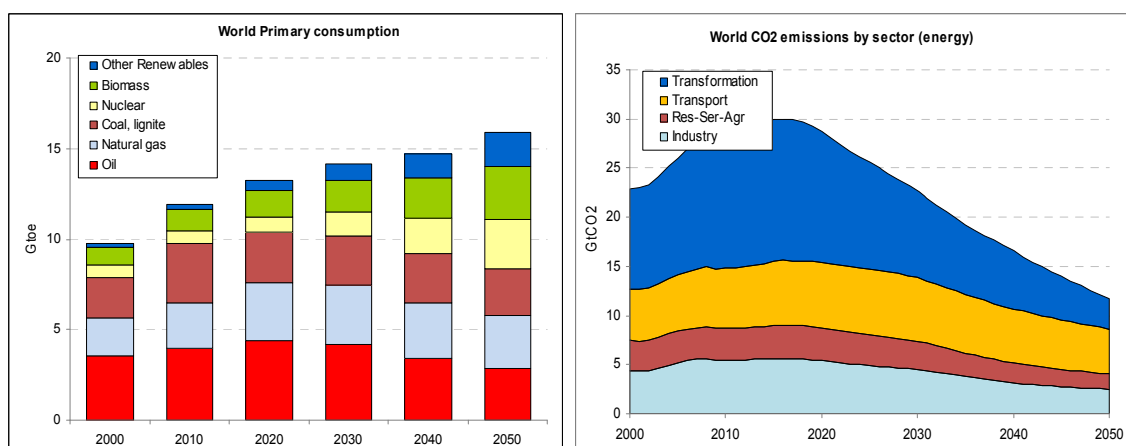 World Primary consumption
20
15
10
5
0
Gtoe
Other Renewables
Biomass
Nuclear
Coal, lignite
Natural gas
Oil
2000 2010 2020 2030 2040 2050
World CO2 emissions by sector (energy)
35
30
25
20
15
10
5
0
GtCO2
Transformation
Transport
Res-Ser-Agr
Industry
2000 2010 2020 2030 2040 2050